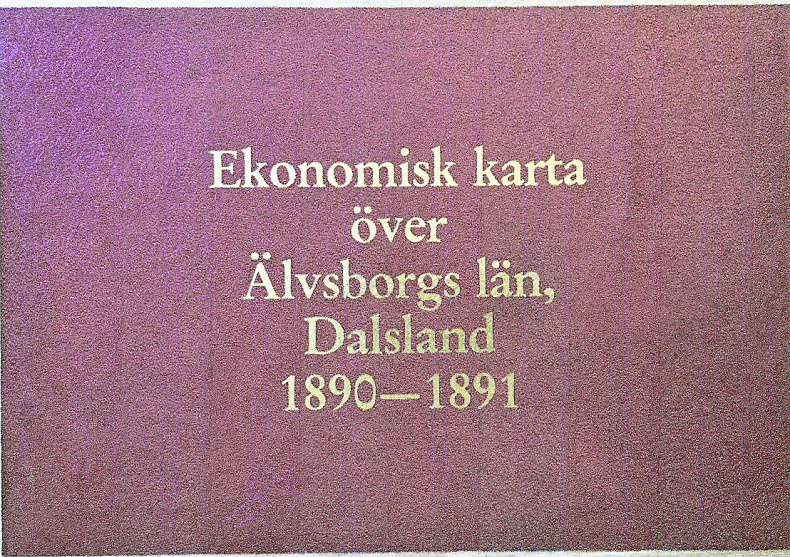 Ekonomisk karta
över
Älvsborgs län,
Dalsland
1890—1891